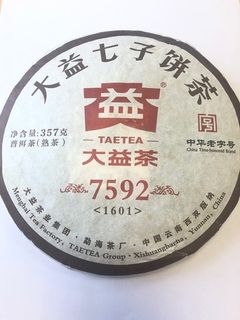 大益七子饼茶
益
®
TAETEA
大益茶
净含量:357克
普洱茶(熟茶)
中华老字号
China Time-honored Brand
7592
<1601>
大益茶业集团·勐海茶厂·中国云南西双版纳
Menghai Tea Factory, TAETEA Group·Xishuangbanna, Yunnan, China